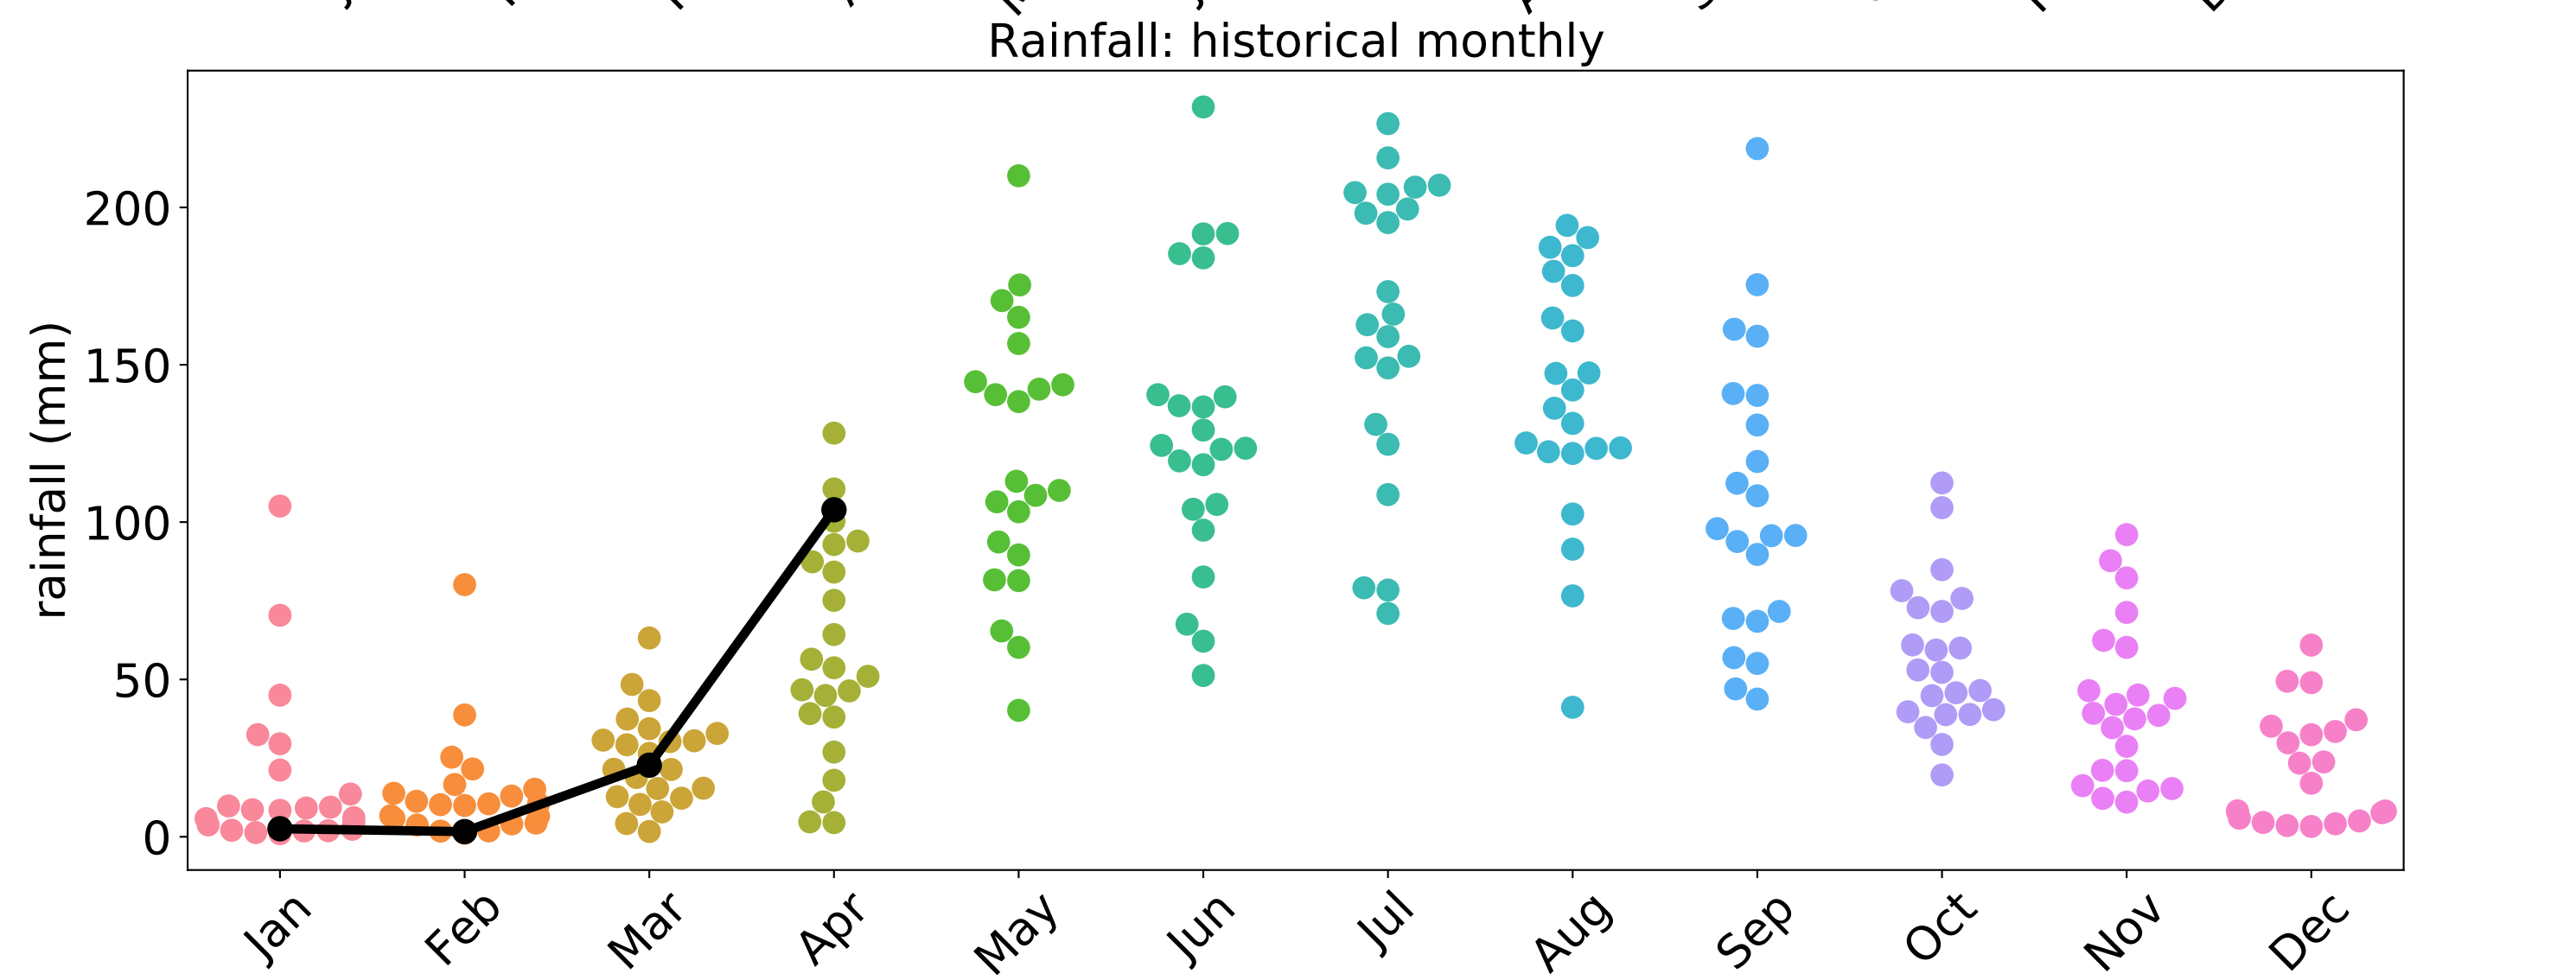 Rainfall: historical monthly
rainfall (mm)
200
150
100
50
0
Jan
Feb
Mar
Apr
May
Jun
Jul
Aug
Sep
Oct
Nov
Dec